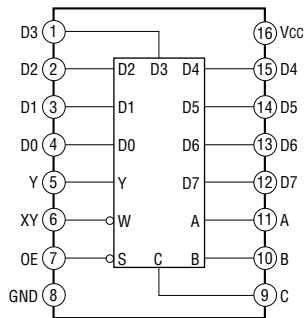 D3 1 16 VCC
D3
D2 2 D2 D4 15 D4
D1 3 D1 D5 14 D5
D0 4 D0 D6 13 D6
Y 5 Y D7 12 D7
XY 6 W A 11 A
OE 7 S C B 10 B
GND 8 9 C